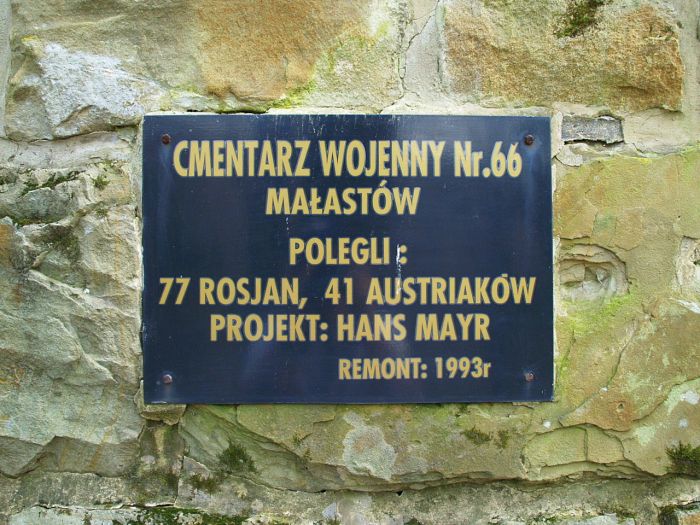 CMENTARZ WOJENNY Nr.66
MAŁASTÓW
POLEGLI :
77 ROSJAN, 41 AUSTRIAKÓW
PROJEKT: HANS MAYR
REMONT: 1993r